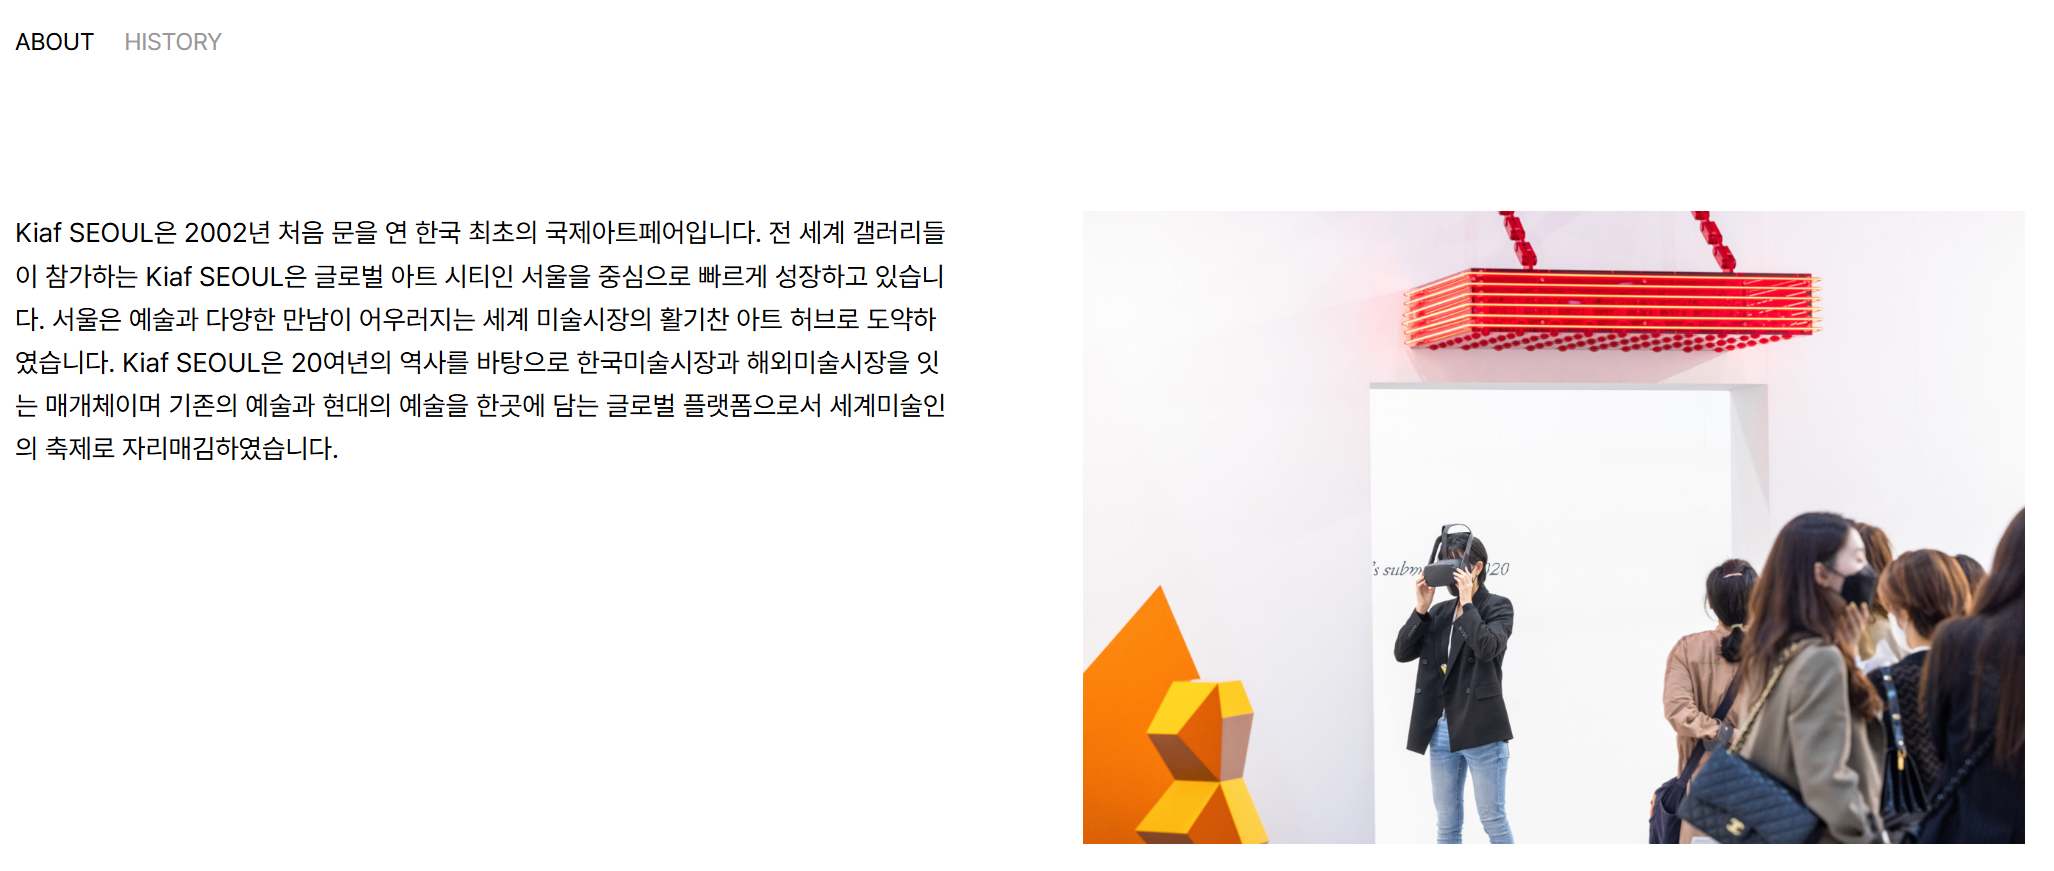 ABOUT HISTORY
Kiaf SEOUL은 2002년 처음 문을 연 한국 최초의 국제아트페어입니다. 전 세계 갤러리들
이 참가하는 Kiaf SEOUL은 글로벌 아트 시티인 서울을 중심으로 빠르게 성장하고 있습니
다. 서울은 예술과 다양한 만남이 어우러지는 세계 미술시장의 활기찬 아트 허브로 도약하
였습니다. Kiaf SEOUL은 20여년의 역사를 바탕으로 한국미술시장과 해외미술시장을 잇
는 매개체이며 기존의 예술과 현대의 예술을 한곳에 담는 글로벌 플랫폼으로서 세계미술인
의 축제로 자리매김하였습니다.
's